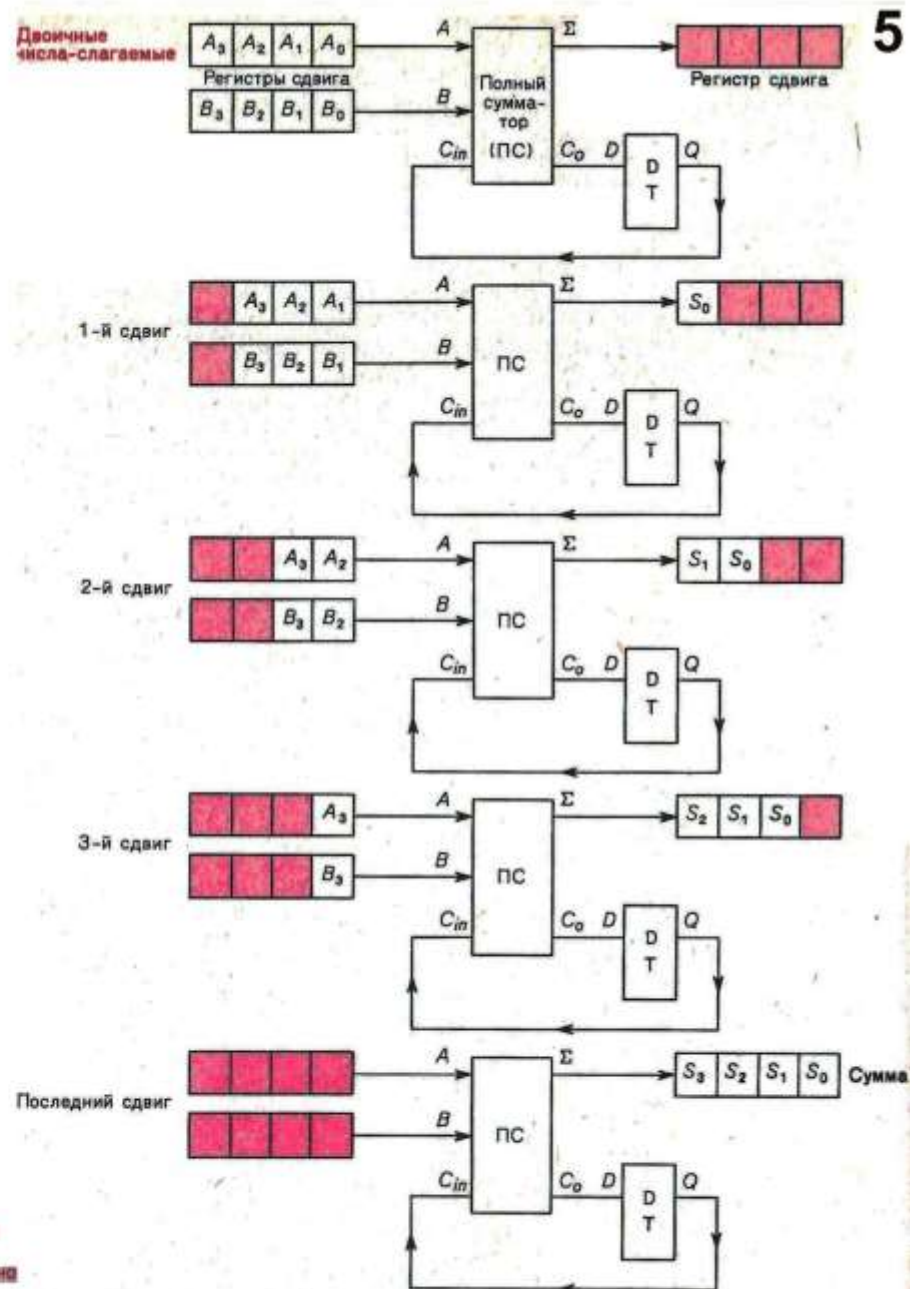 5
Двоичные
числа-слагаемые
A₃ A₂ A₁ A₀
A
Σ
Регистры сдвига
Полный
сумма-
тор
(ПС)
Регистр сдвига
B₃ B₂ B₁ B₀
B
Cin
Co D
D
T
Q
1-й сдвиг
A₃ A₂ A₁
A
Σ
S₀
B₃ B₂ B₁
B
ПС
Cin
Co D
D
T
Q
2-й сдвиг
A₃ A₂
A
Σ
S₁ S₀
B₃ B₂
B
ПС
Cin
Co D
D
T
Q
3-й сдвиг
A₃
A
Σ
S₂ S₁ S₀
B₃
B
ПС
Cin
Co D
D
T
Q
Последний сдвиг
A
Σ
S₃ S₂ S₁ S₀ Сумма
B
ПС
Cin
Co D
D
T
Q